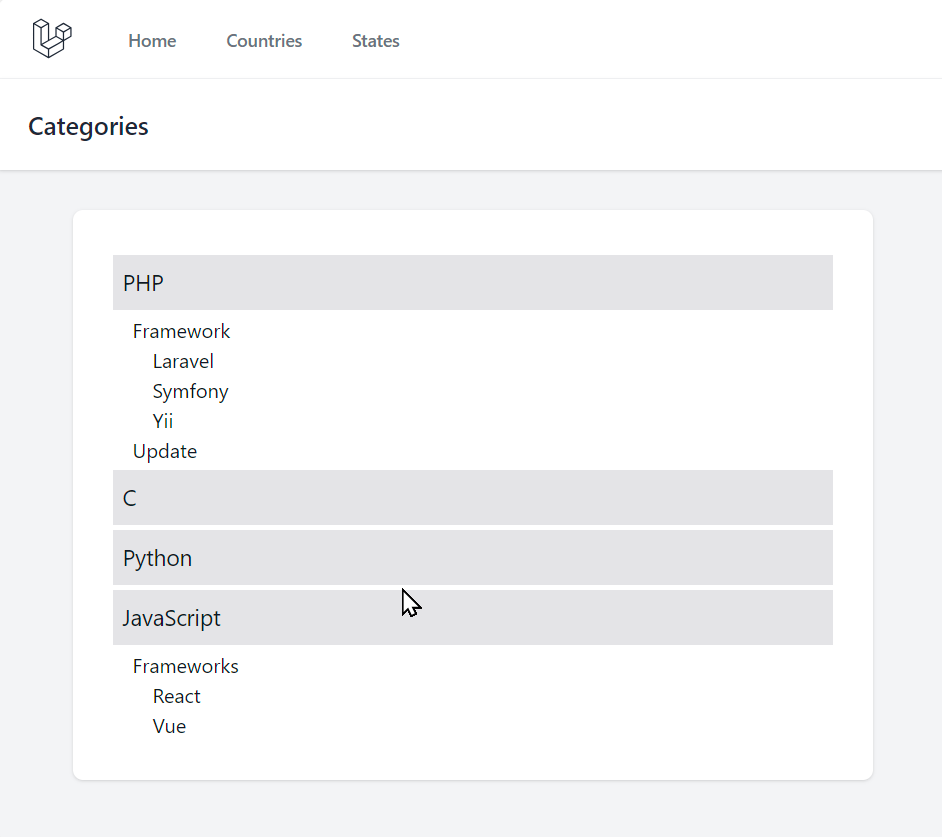 Home Countries States
Categories
PHP
Framework
Laravel
Symfony
Yii
Update
C
Python
JavaScript
Frameworks
React
Vue